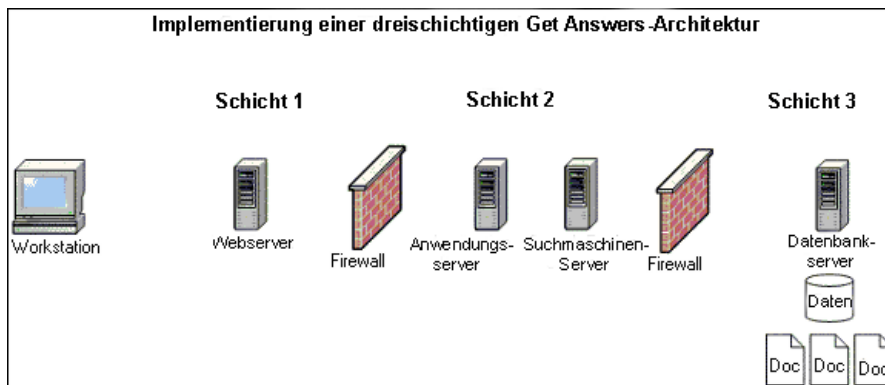 Implementierung einer dreischichtigen Get Answers-Architektur
Schicht 1
Schicht 2
Schicht 3
Workstation
Webserver
Firewall
Anwendungs-
server
Suchmaschinen-
Server
Firewall
Datenbank-
server
Daten
Doc
Doc
Doc